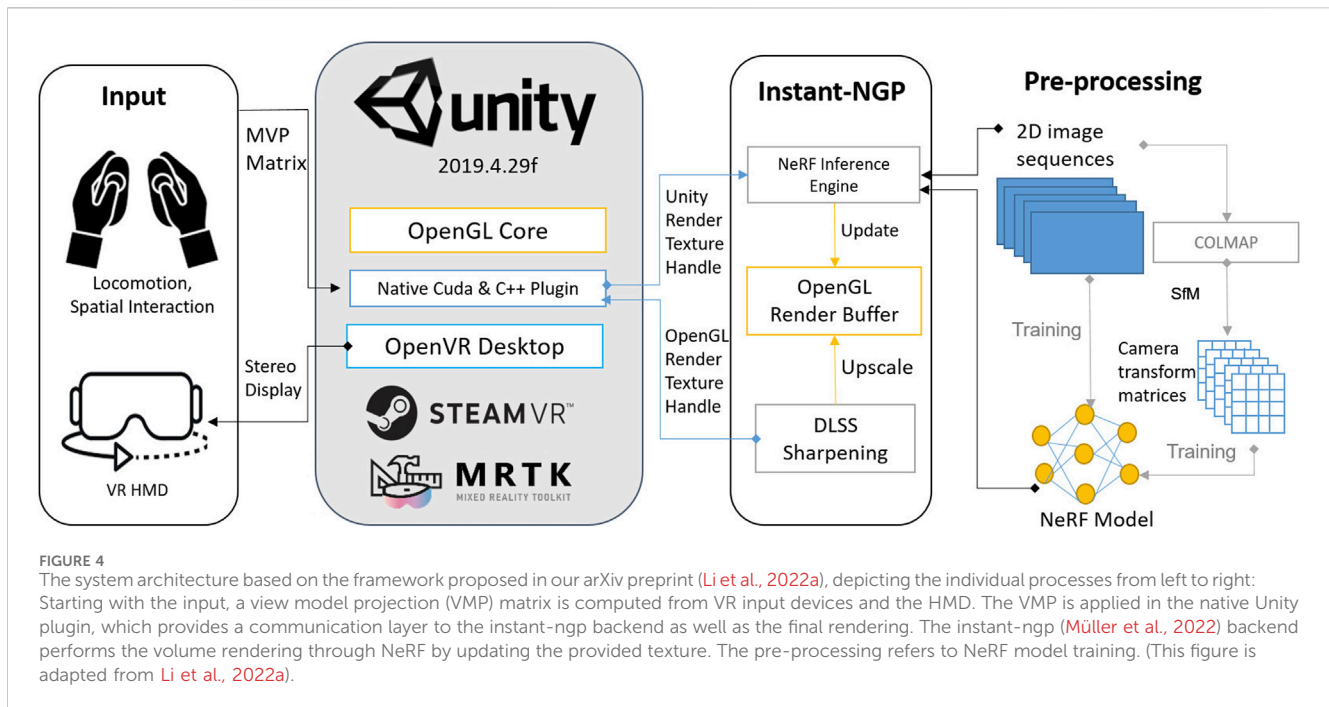 Input
MVP
Matrix
Locomotion,
Spatial Interaction
Stereo
Display
VR HMD
unity
2019.4.29f
OpenGL Core
Native Cuda & C++ Plugin
OpenVR Desktop
STEAMVR™
MRTK
MIXED REALITY TOOLKIT
Unity
Render
Texture
Handle
OpenGL
Render
Texture
Handle
Instant-NGP
NeRF Inference
Engine
Update
OpenGL
Render Buffer
Upscale
DLSS
Sharpening
Pre-processing
2D image
sequences
COLMAP
SfM
Training
Camera
transform
matrices
Training
NeRF Model
FIGURE 4
The system architecture based on the framework proposed in our arXiv preprint (Li et al., 2022a), depicting the individual processes from left to right:
Starting with the input, a view model projection (VMP) matrix is computed from VR input devices and the HMD. The VMP is applied in the native Unity
plugin, which provides a communication layer to the instant-ngp backend as well as the final rendering. The instant-ngp (Müller et al., 2022) backend
performs the volume rendering through NeRF by updating the provided texture. The pre-processing refers to NeRF model training. (This figure is
adapted from Li et al., 2022a).